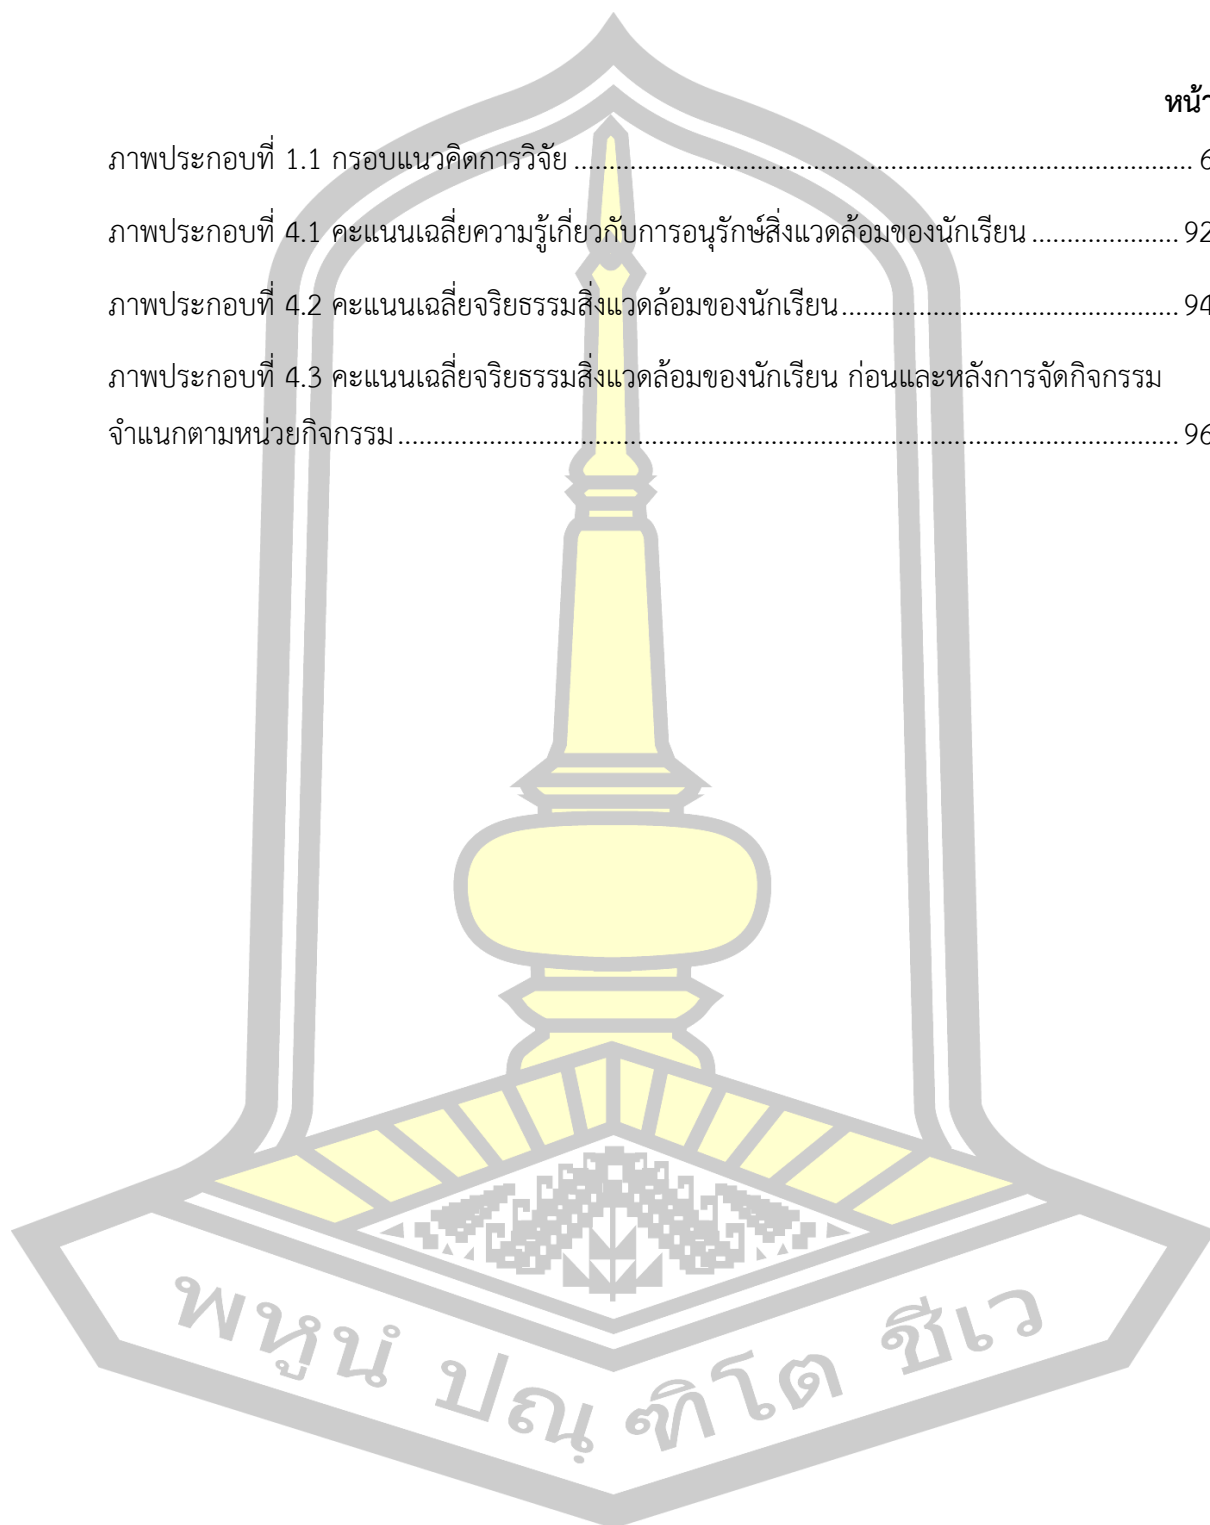 หน้า
ภาพประกอบที่ 1.1 กรอบแนวคิดการวิจัย ........................................................................................................ 6
ภาพประกอบที่ 4.1 คะแนนเฉลี่ยความรู้เกี่ยวกับการอนุรักษ์สิ่งแวดล้อมของนักเรียน ......................... 92
ภาพประกอบที่ 4.2 คะแนนเฉลี่ยจริยธรรมสิ่งแวดล้อมของนักเรียน ......................................................... 94
ภาพประกอบที่ 4.3 คะแนนเฉลี่ยจริยธรรมสิ่งแวดล้อมของนักเรียน ก่อนและหลังการจัดกิจกรรม
จำแนกตามหน่วยกิจกรรม .................................................................................................................... 96
พหูนํ ปณฺฑิโต ชีเว